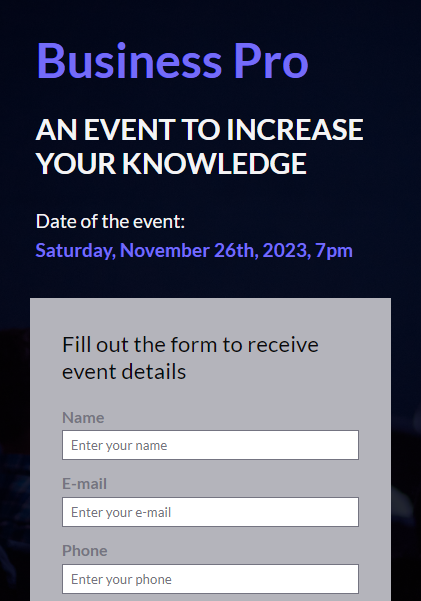 Business Pro
AN EVENT TO INCREASE
YOUR KNOWLEDGE
Date of the event:
Saturday, November 26th, 2023, 7pm
Fill out the form to receive
event details
Name
Enter your name
E-mail
Enter your e-mail
Phone
Enter your phone